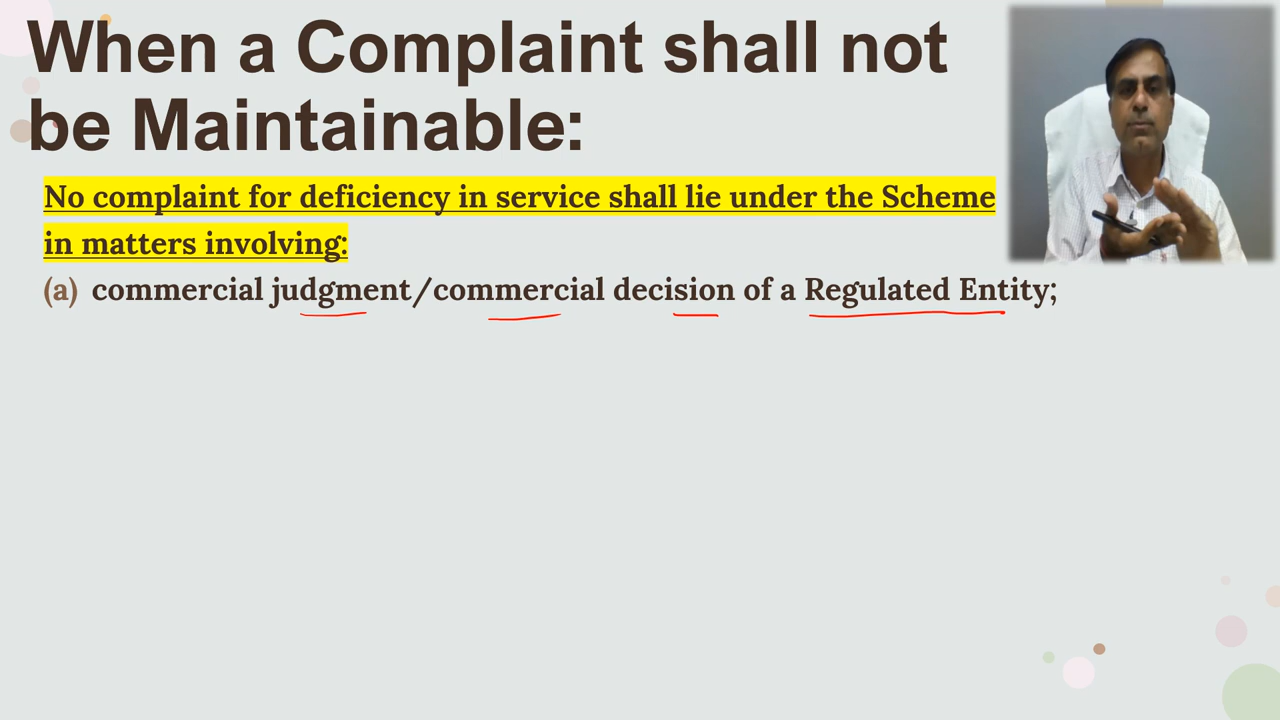 When a Complaint shall not
be Maintainable:
No complaint for deficiency in service shall lie under the Scheme
in matters involving:
(a) commercial judgment/commercial decision of a Regulated Entity;